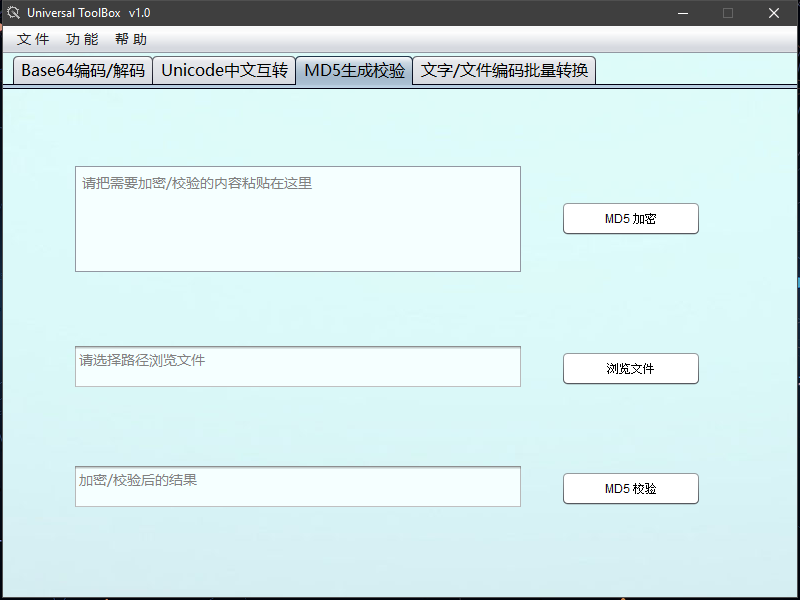 Universal ToolBox v1.0
文件 功能 帮助
Base64编码/解码 Unicode中文互转 MD5生成校验 文字/文件编码批量转换
请把需要加密/校验的内容粘贴在这里
MD5 加密
请选择路径浏览文件
浏览文件
加密/校验后的结果
MD5 校验